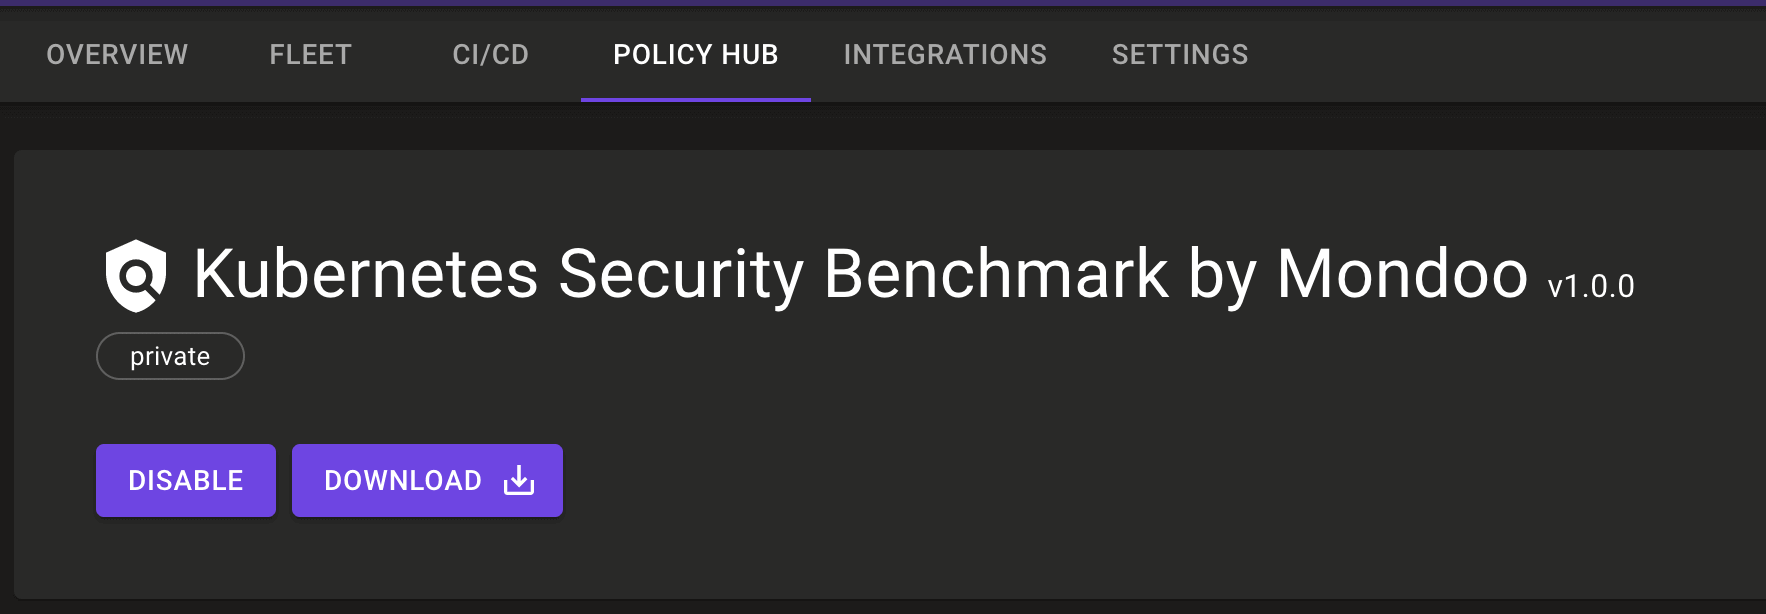 OVERVIEW FLEET CI/CD POLICY HUB INTEGRATIONS SETTINGS
Kubernetes Security Benchmark by Mondoo v1.0.0
private
DISABLE DOWNLOAD